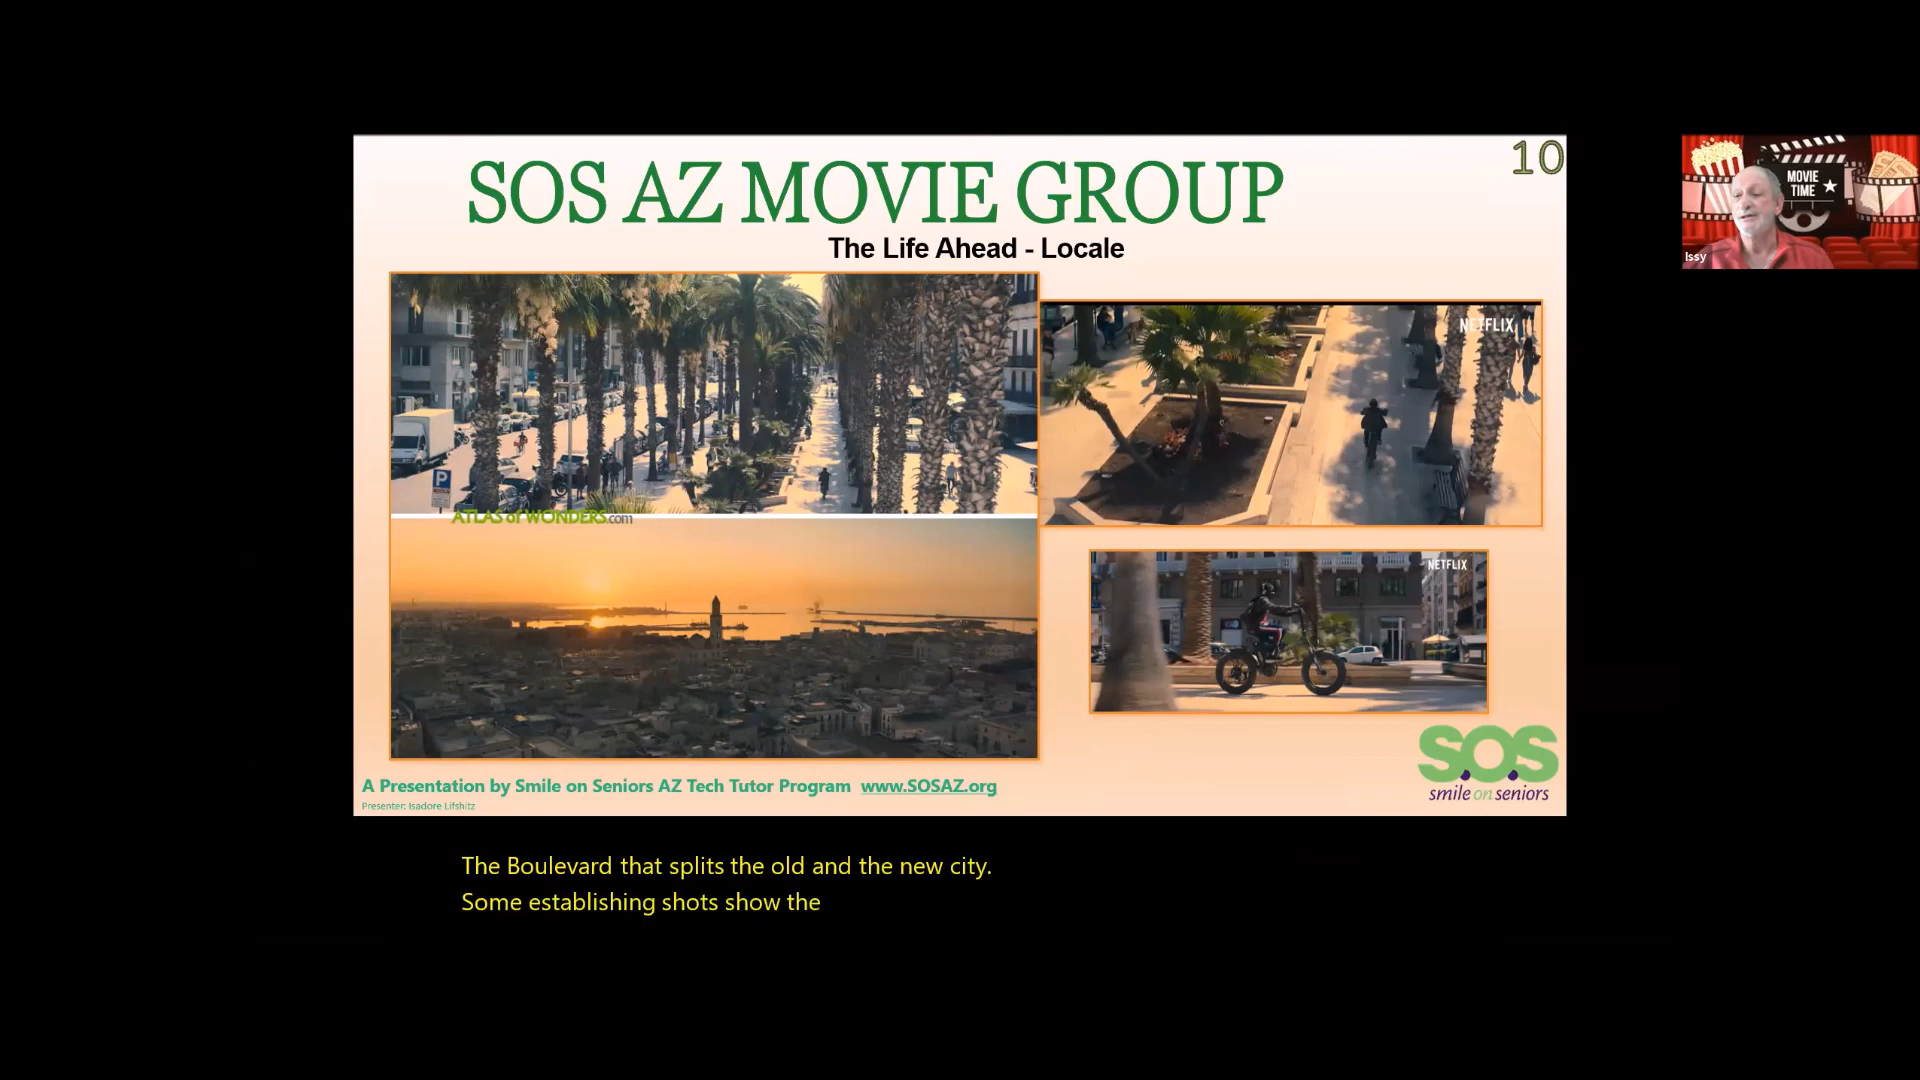 SOS AZ MOVIE GROUP
10
The Life Ahead - Locale
NETFLIX
P
ATLAS of WONDERS.com
NETFLIX
A Presentation by Smile on Seniors AZ Tech Tutor Program www.SOSAZ.org
Presenter: Isadore Lifshitz
S.O.S
smile on seniors
MOVIE
TIME
Issy
The Boulevard that splits the old and the new city.
Some establishing shots show the